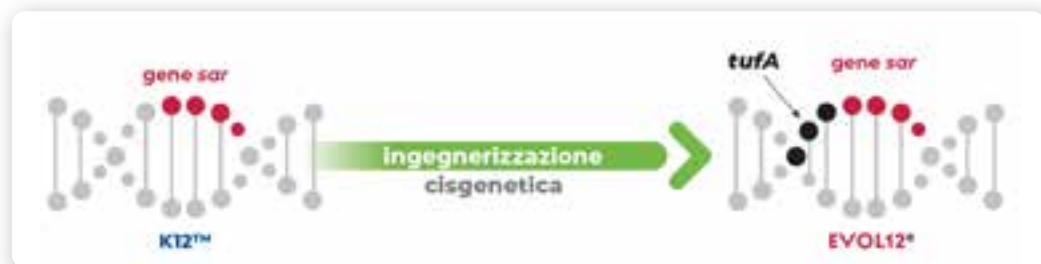 gene sar
tufA
gene sar
ingegnerizzazione
cisgenetica
K12™
EVOL12®